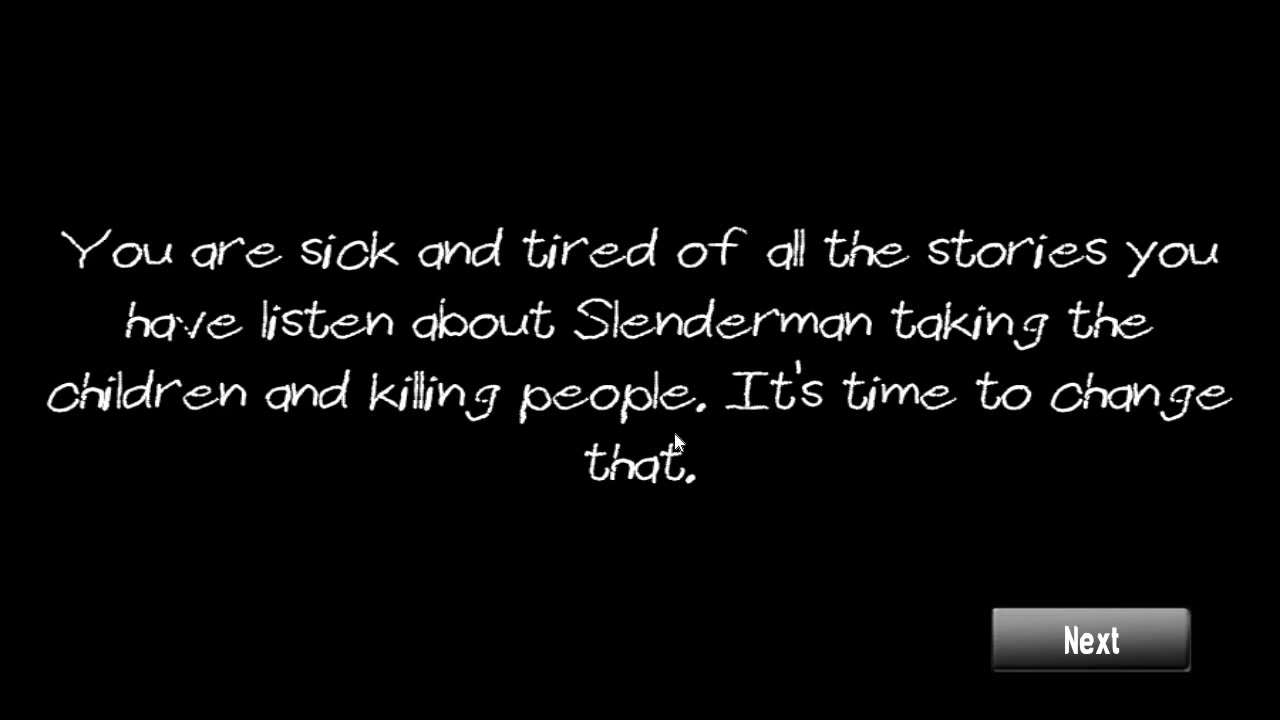 You are sick and tired of all the stories you
have listen about Slenderman taking the
children and killing people. It's time to change
that.
Next